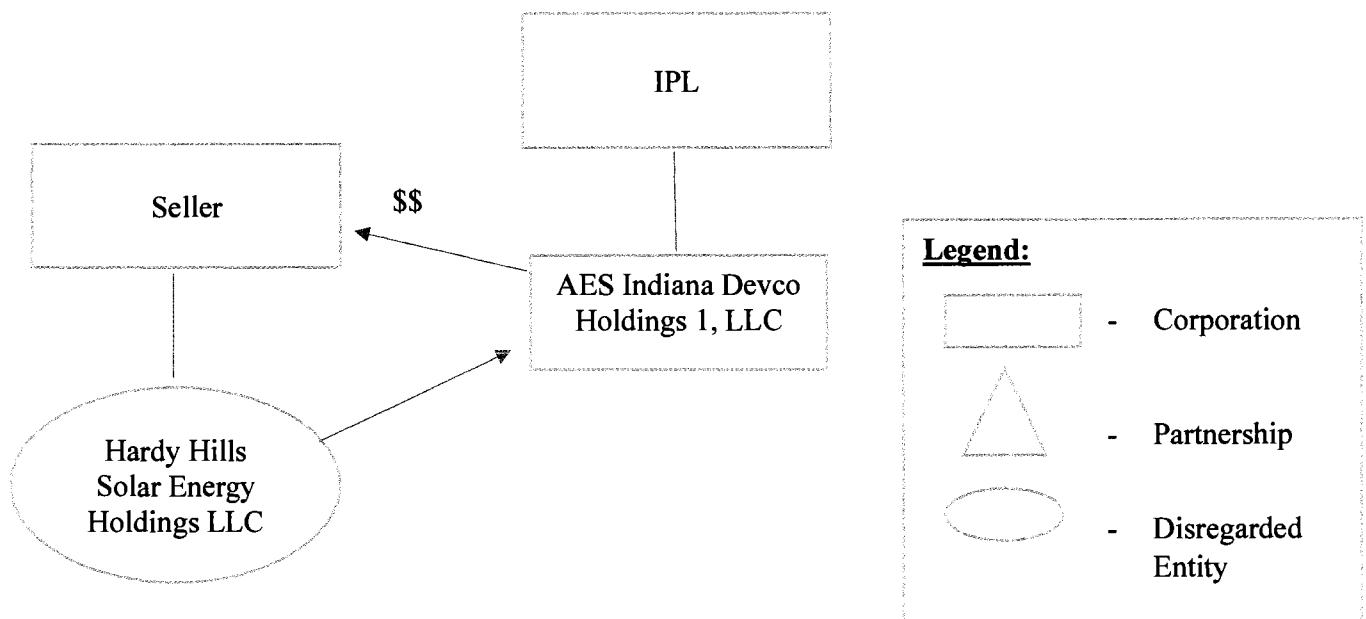 IPL
Seller
$$
AES Indiana Devco
Holdings 1, LLC
Hardy Hills
Solar Energy
Holdings LLC
Legend:
- Corporation
- Partnership
- Disregarded
Entity